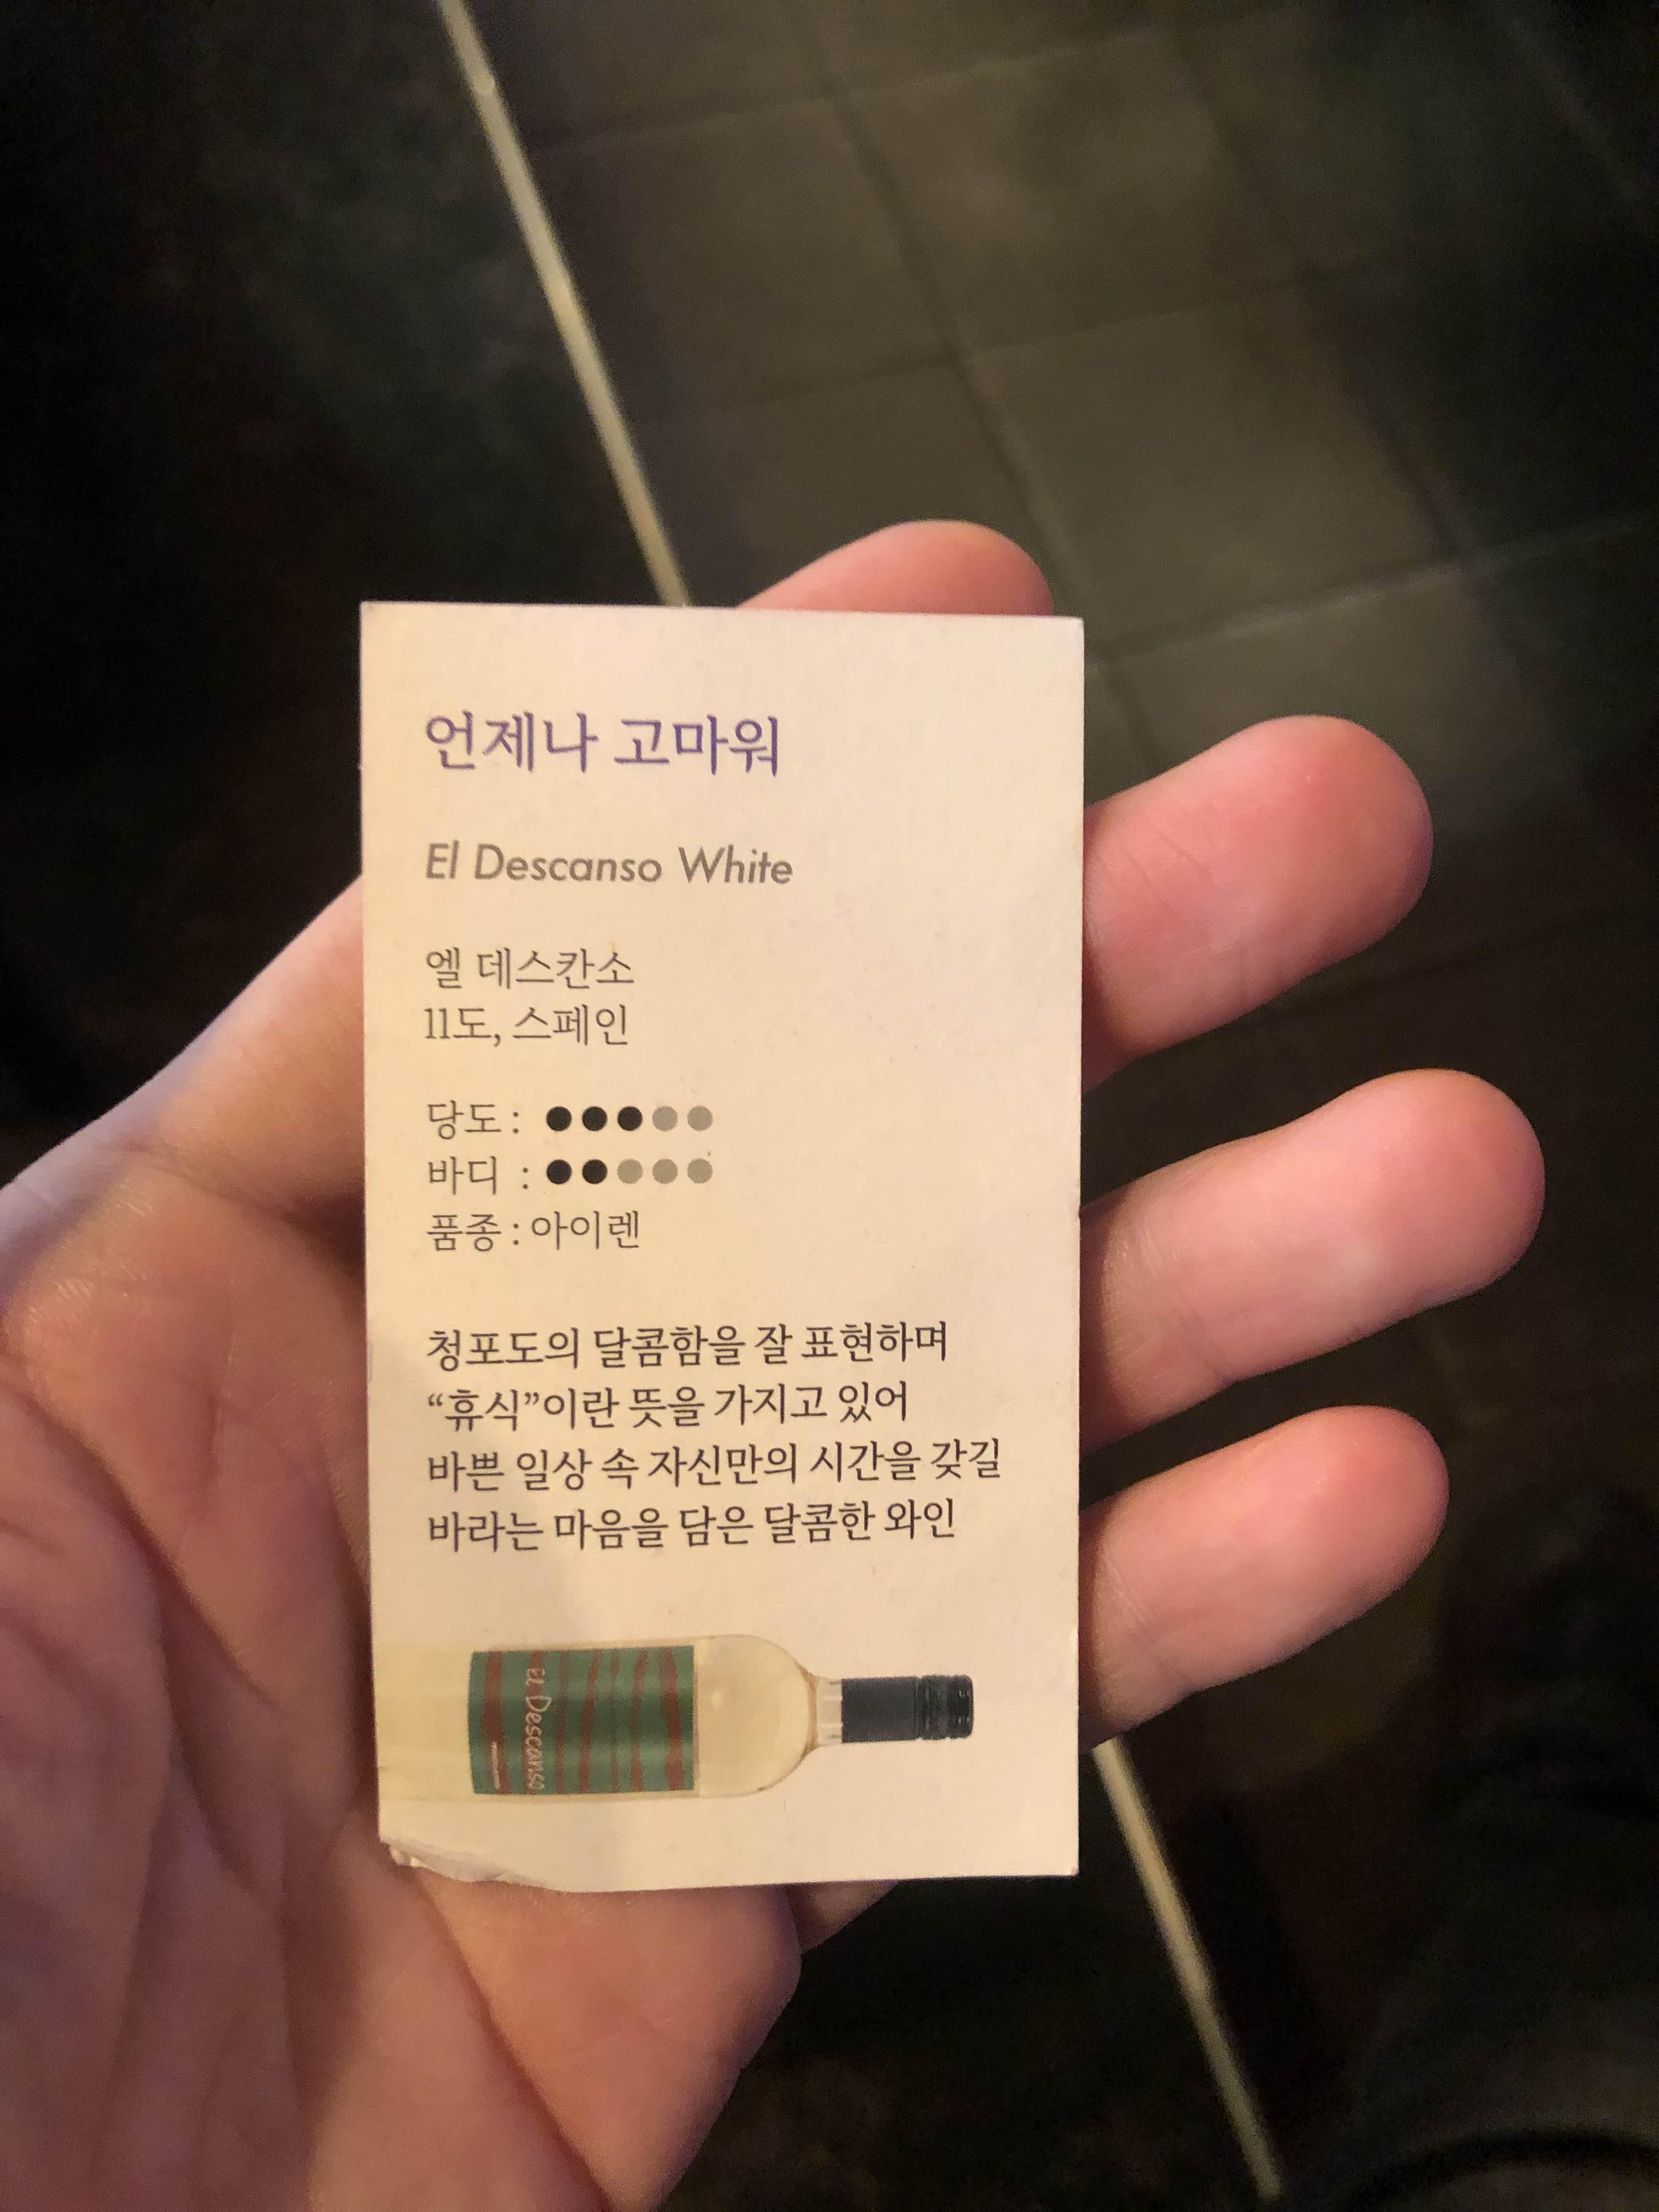 언제나 고마워
El Descanso White
엘 데스칸소
11도, 스페인
당도 : ●●●●●
바디 : ●●●●●
품종 : 아이렌
청포도의 달콤함을 잘 표현하며
“휴식”이란 뜻을 가지고 있어
바쁜 일상 속 자신만의 시간을 갖길
바라는 마음을 담은 달콤한 와인
El Descanso